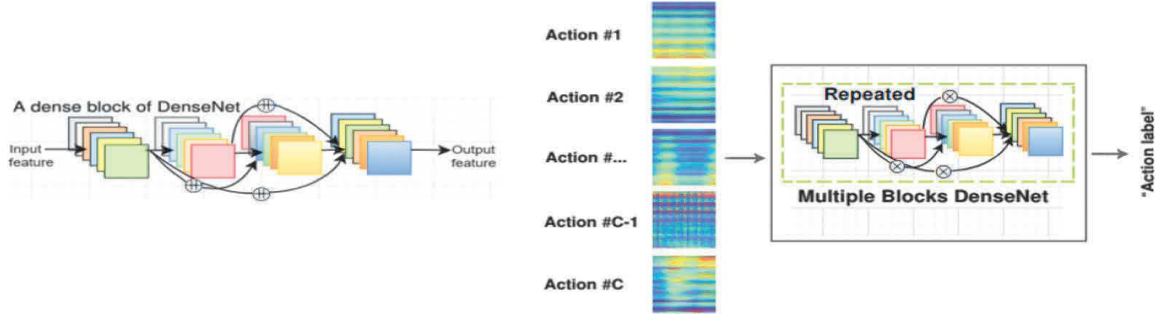 A dense block of DenseNet
Input
feature
Output
feature
Action #1
Action #2
Action #...
Action #C-1
Action #C
Repeated
Multiple Blocks DenseNet
"Action label"